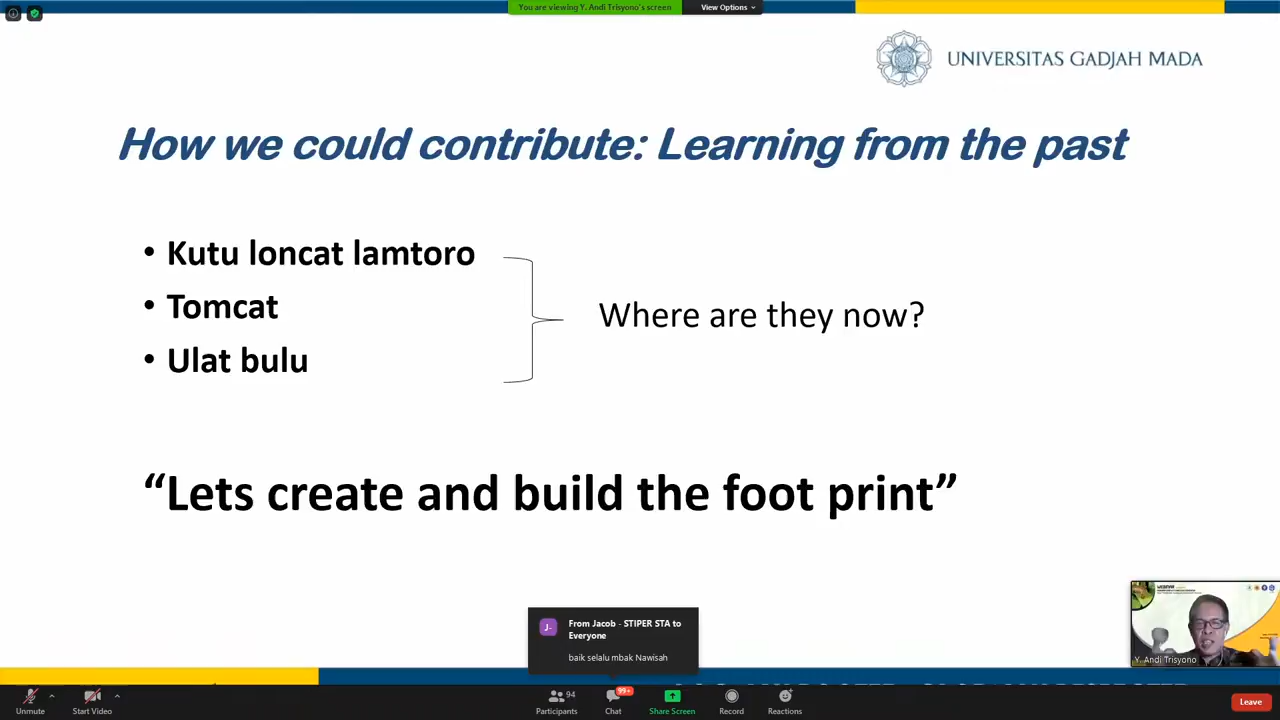 You are viewing Y. Andi Trisyono's screen
View Options
UNIVERSITAS GADJAH MADA
How we could contribute: Learning from the past
• Kutu loncat lamtoro
• Tomcat
• Ulat bulu
Where are they now?
“Lets create and build the foot print”
From Jacob - STIPER STA to
Everyone
baik selalu mbak Nawisah
Y. Andi Trisyono
Unmute
Start Video
94
Participants
99+
Chat
Share Screen
Record
Reactions
Leave